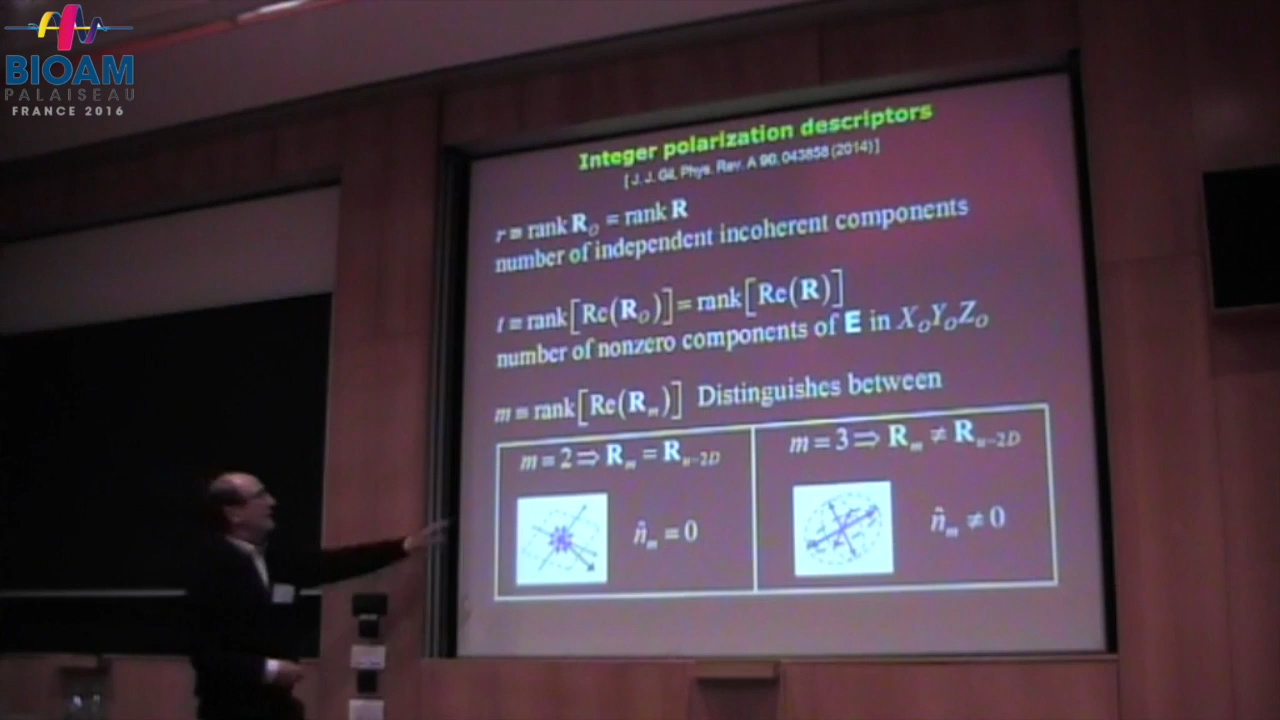 BIOAM
PALAISEAU
FRANCE 2016
Integer polarization descriptors
[ J. J. Gil, Phys. Rev. A 90, 043858 (2014)]
r ≡ rank R_O = rank R
number of independent incoherent components
t ≡ rank[Re(R_O)] = rank[Re(R)]
number of nonzero components of E in X_O Y_O Z_O
m ≡ rank[Re(R_m)] Distinguishes between
m = 2 ⇒ R_m = R_{u-2D}
m = 3 ⇒ R_m ≠ R_{u-2D}
n̂_m = 0
n̂_m ≠ 0